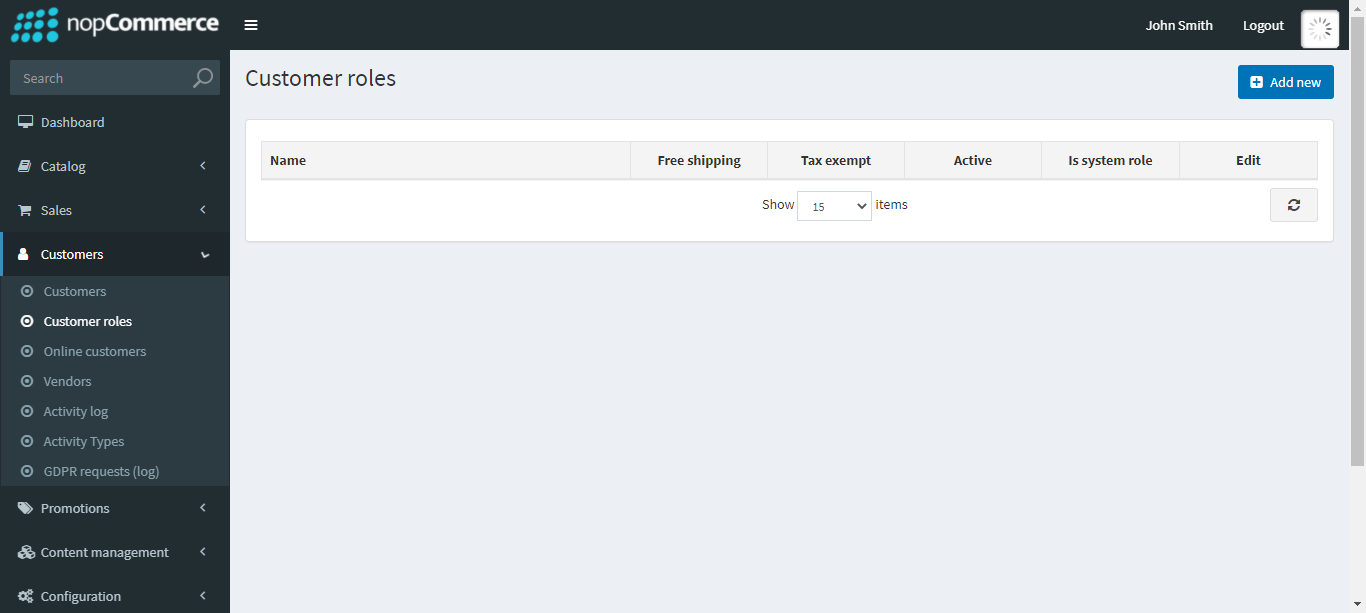 nopCommerce
John Smith
Logout
Search
Dashboard
Catalog
Sales
Customers
Customers
Customer roles
Online customers
Vendors
Activity log
Activity Types
GDPR requests (log)
Promotions
Content management
Configuration
Customer roles
Add new
Name Free shipping Tax exempt Active Is system role Edit
Show 15 items